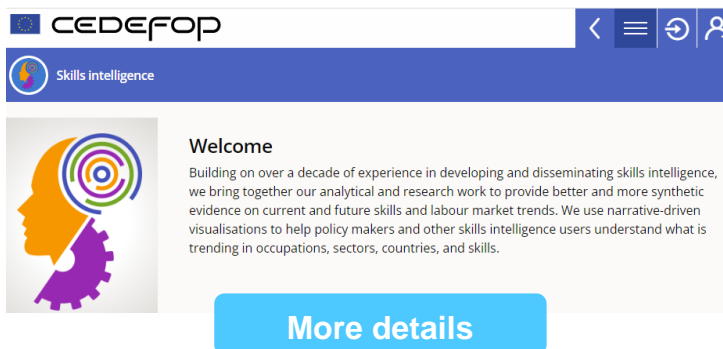 CEDEFOP
Skills intelligence
Welcome
Building on over a decade of experience in developing and disseminating skills intelligence,
we bring together our analytical and research work to provide better and more synthetic
evidence on current and future skills and labour market trends. We use narrative-driven
visualisations to help policy makers and other skills intelligence users understand what is
trending in occupations, sectors, countries, and skills.
More details